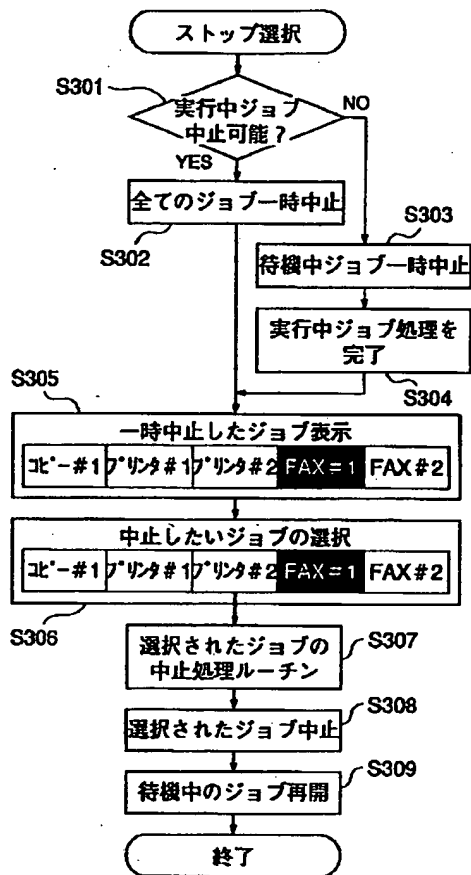 ストップ選択
S301
実行中ジョブ
中止可能？
NO
YES
全てのジョブ一時中止
S302
S303
待機中ジョブ一時中止
実行中ジョブ処理を
完了
S304
S305
一時中止したジョブ表示
ｺﾋﾟｰ#1 ﾌﾟﾘﾝﾀ#1 ﾌﾟﾘﾝﾀ#2 FAX#1 FAX#2
中止したいジョブの選択
ｺﾋﾟｰ#1 ﾌﾟﾘﾝﾀ#1 ﾌﾟﾘﾝﾀ#2 FAX#1 FAX#2
S306
選択されたジョブの
中止処理ルーチン
S307
選択されたジョブ中止
S308
待機中のジョブ再開
S309
終了